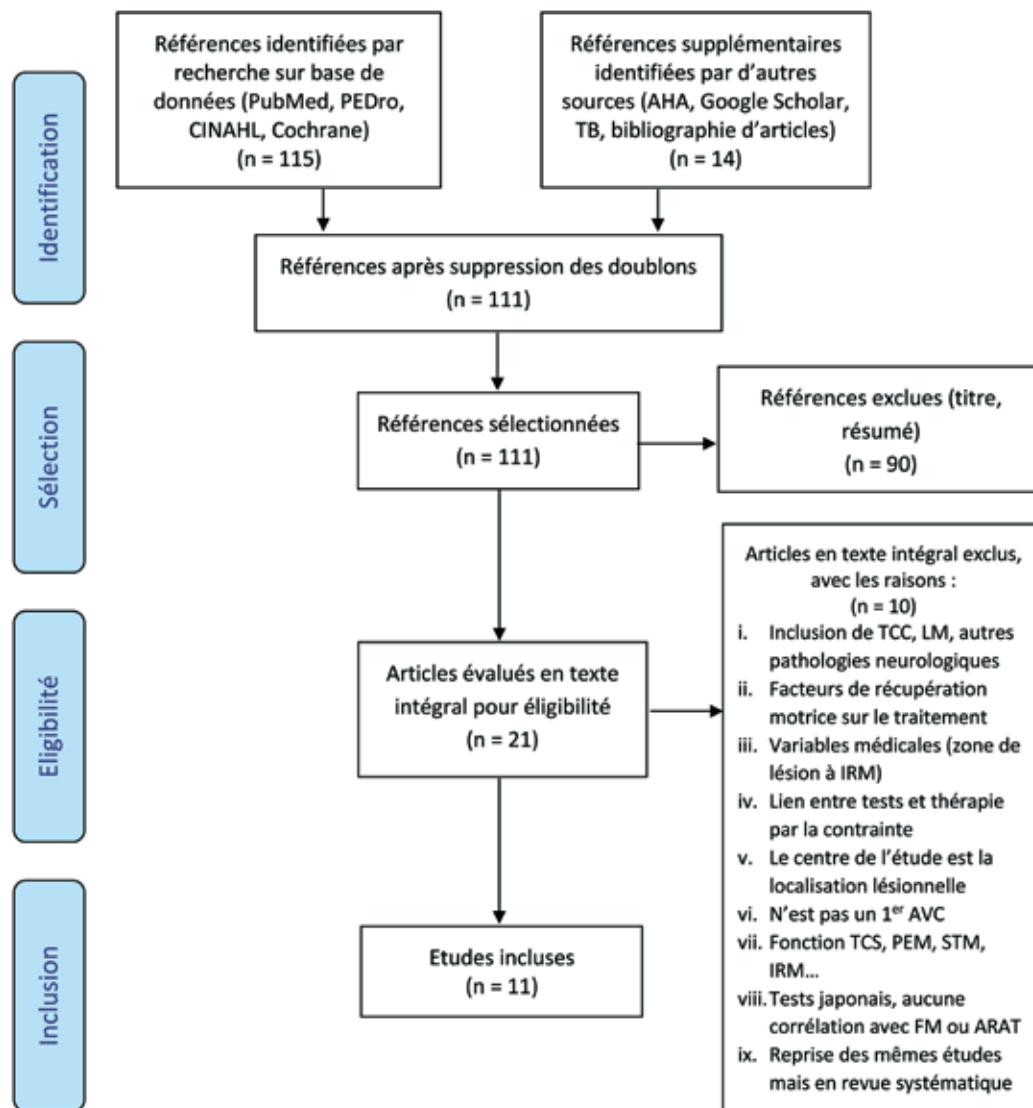 Identification
Références identifiées par
recherche sur base de
données (PubMed, PEDro,
CINAHL, Cochrane)
(n = 115)
Références supplémentaires
identifiées par d'autres
sources (AHA, Google Scholar,
TB, bibliographie d'articles)
(n = 14)
Références après suppression des doublons
(n = 111)
Sélection
Références sélectionnées
(n = 111)
Références exclues (titre,
résumé)
(n = 90)
Eligibilité
Articles évalués en texte
intégral pour éligibilité
(n = 21)
Articles en texte intégral exclus,
avec les raisons :
(n = 10)
i. Inclusion de TCC, LM, autres
pathologies neurologiques
ii. Facteurs de récupération
motrice sur le traitement
iii. Variables médicales (zone de
lésion à IRM)
iv. Lien entre tests et thérapie
par la contrainte
v. Le centre de l'étude est la
localisation lésionnelle
vi. N'est pas un 1er AVC
vii. Fonction TCS, PEM, STM,
IRM...
viii. Tests japonais, aucune
corrélation avec FM ou ARAT
ix. Reprise des mêmes études
mais en revue systématique
Inclusion
Etudes incluses
(n = 11)